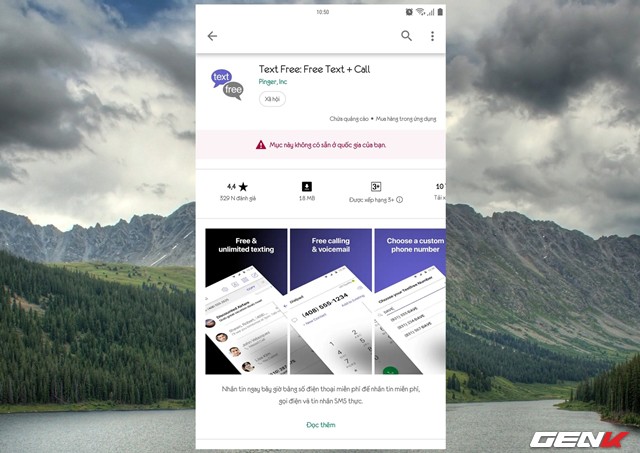 10:50
Text Free: Free Text + Call
Pinger, Inc
text
free
Xã hội
Chứa quảng cáo • Mua hàng trong ứng dụng
Mục này không có sẵn ở quốc gia của bạn.
4,4 ★
3+
10
329 N đánh giá
18 MB
Được xếp hạng 3+
Free &
unlimited texting
Free calling
& voicemail
Choose a custom
phone number
(408) 555-1234
Choose your Textfree Number
Nhắn tin ngay bây giờ bằng số điện thoại miễn phí để nhắn tin miễn phí,
gọi điện và tin nhắn SMS thực.
Đọc thêm
GENK